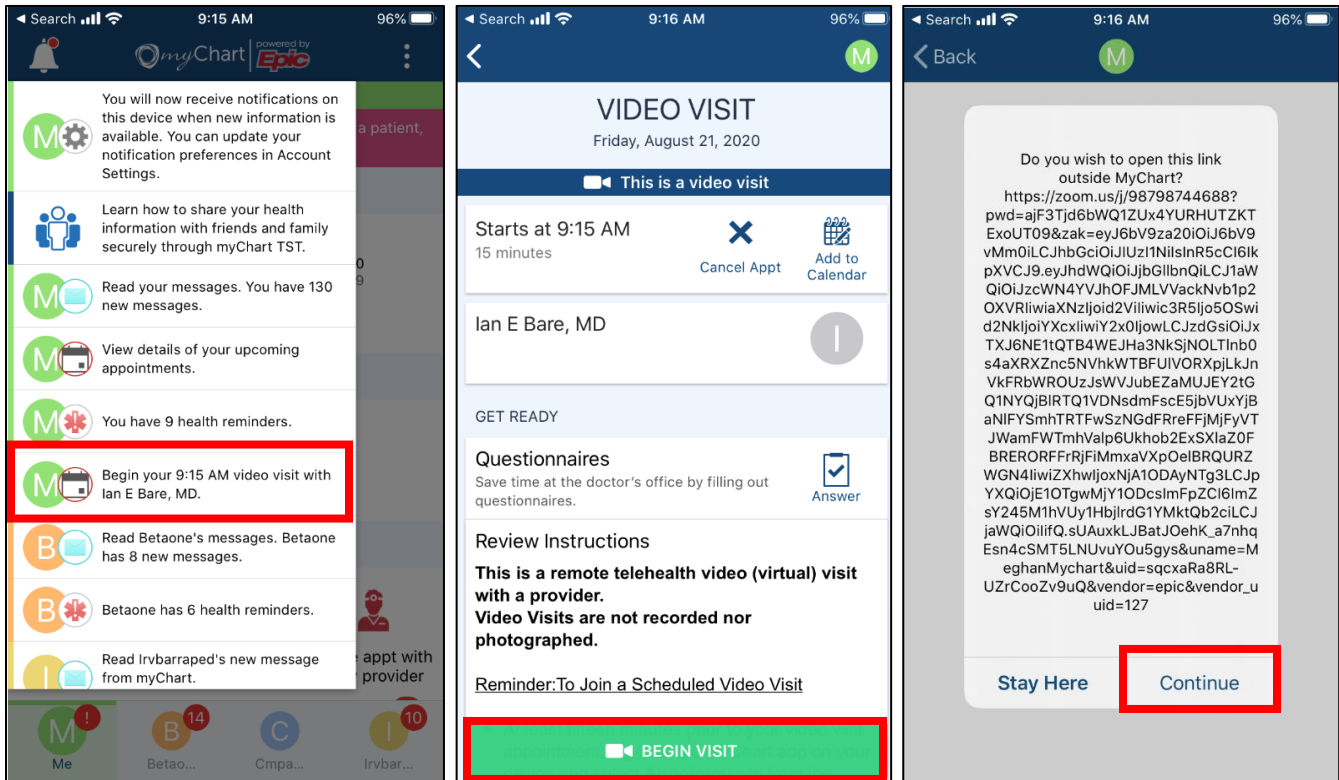 Search
9:15 AM
96%
myChart
powered by
Epic
You will now receive notifications on
this device when new information is
available. You can update your
notification preferences in Account
Settings.
a patient,
Learn how to share your health
information with friends and family
securely through myChart TST.
0
9
Read your messages. You have 130
new messages.
View details of your upcoming
appointments.
You have 9 health reminders.
Begin your 9:15 AM video visit with
Ian E Bare, MD.
Read Betaone's messages. Betaone
has 8 new messages.
Betaone has 6 health reminders.
Read Irvbarraped's new message
from myChart.
appt with
provider
M
M
M
M
M
B
B
I
M
!
B
14
C
I
10
Me
Betao...
Cmpa...
Irvbar...
Search
9:16 AM
96%
M
VIDEO VISIT
Friday, August 21, 2020
This is a video visit
Starts at 9:15 AM
15 minutes
Cancel Appt
Add to
Calendar
Ian E Bare, MD
I
GET READY
Questionnaires
Save time at the doctor's office by filling out
questionnaires.
Answer
Review Instructions
This is a remote telehealth video (virtual) visit
with a provider.
Video Visits are not recorded nor
photographed.
Reminder:To Join a Scheduled Video Visit
BEGIN VISIT
Search
9:16 AM
96%
Back
M
Do you wish to open this link
outside MyChart?
https://zoom.us/j/98798744688?
pwd=ajF3Tjd6bWQ1ZUx4YURHUTZKT
ExoUT09&zak=eyJ6bV9za20iOiJ6bV9
vMm0iLCJhbGciOiJIUzI1NiIsInR5cCI6Ik
pXVCJ9.eyJhdWQiOiJjbGllbnQiLCJ1aW
QiOiJzcWN4YVJhOFJMLVVackNvb1p2
OXVRIiwiaXNzIjoid2ViIiwic3R5Ijo5OSwi
d2NkIjoiYXcxIiwiY2x0IjowLCJzdGsiOiJx
TXJ6NE1tQTB4WEJHa3NkSjNOLTlnb0
s4aXRXZnc5NVhkWTBFUlVORXpjLkJn
VkFRbWROUzJsWVJubEZaMUJEY2tG
Q1NYQjBlRTQ1VDNsdmFscE5jbVUxYjB
aNlFYSmhTRTFwSzNGdFRreFFjMjFyVT
JWamFWTmhValp6Ukhob2ExSXlaZ0F
BRERORFFrRjFiMmxaVXpOelBRQURZ
WGN4IiwiZXhwIjoxNjA1ODAyNTg3LCJp
YXQiOjE1OTgwMjY1ODcsImFpZCI6ImZ
sY245M1hVUy1HbjlrdG1YMktQb2ciLCJ
jaWQiOiIifQ.sUAuxkLJBatJOehK_a7nhq
Esn4cSMT5LNUvuYOu5gys&uname=M
eghanMychart&uid=sqcxaRa8RL-
UZrCooZv9uQ&vendor=epic&vendor_u
uid=127
Stay Here
Continue